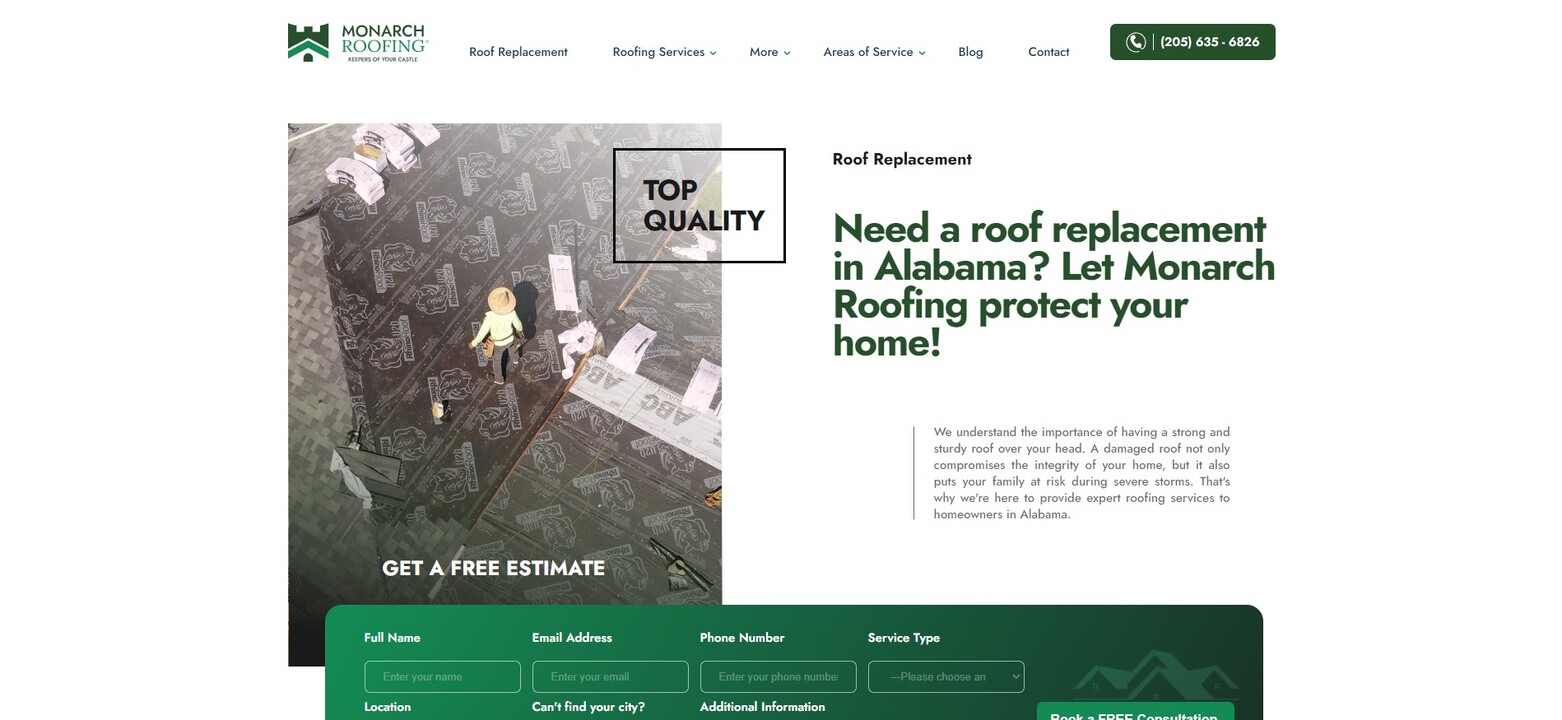 MONARCH
ROOFING
KEEPERS OF YOUR CASTLE
Roof Replacement
Roofing Services
More
Areas of Service
Blog
Contact
(205) 635 - 6826
TOP
QUALITY
Roof Replacement
Need a roof replacement
in Alabama? Let Monarch
Roofing protect your
home!
We understand the importance of having a strong and
sturdy roof over your head. A damaged roof not only
compromises the integrity of your home, but it also
puts your family at risk during severe storms. That's
why we're here to provide expert roofing services to
homeowners in Alabama.
ABC
ABC
GET A FREE ESTIMATE
Full Name
Email Address
Phone Number
Service Type
Enter your name
Enter your email
Enter your phone number
—Please choose an
Location
Can't find your city?
Additional Information
Book a FREE Consultation